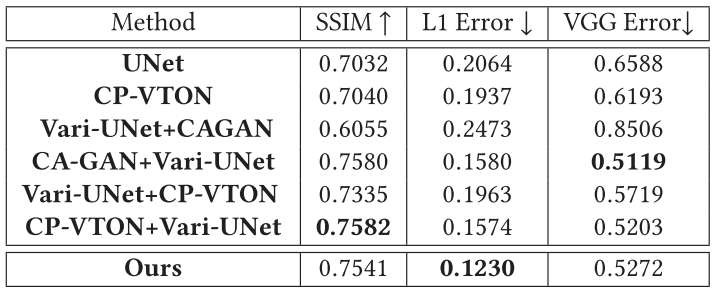 Method SSIM ↑ L1 Error ↓ VGG Error↓
UNet 0.7032 0.2064 0.6588
CP-VTON 0.7040 0.1937 0.6193
Vari-UNet+CAGAN 0.6055 0.2473 0.8506
CA-GAN+Vari-UNet 0.7580 0.1580 0.5119
Vari-UNet+CP-VTON 0.7335 0.1963 0.5719
CP-VTON+Vari-UNet 0.7582 0.1574 0.5203
Ours 0.7541 0.1230 0.5272